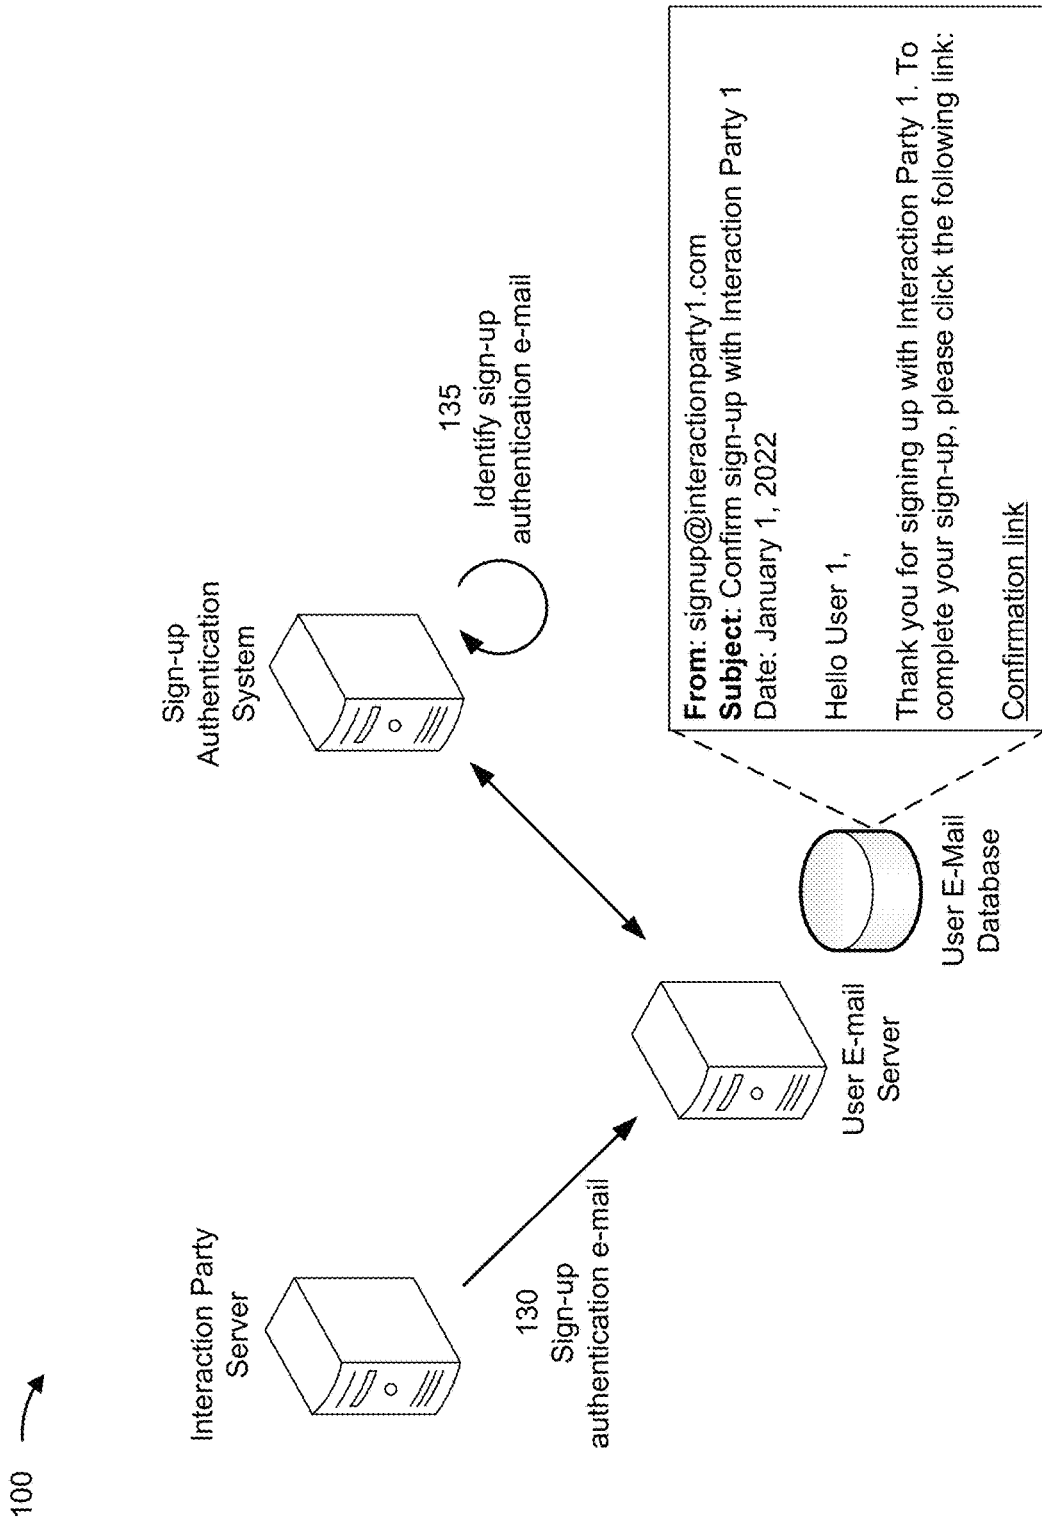 100
Interaction Party
Server
130
Sign-up
authentication e-mail
User E-mail
Server
Sign-up
Authentication
System
135
Identify sign-up
authentication e-mail
User E-Mail
Database
From: signup@interactionparty1.com
Subject: Confirm sign-up with Interaction Party 1
Date: January 1, 2022
Hello User 1,
Thank you for signing up with Interaction Party 1. To
complete your sign-up, please click the following link:
Confirmation link